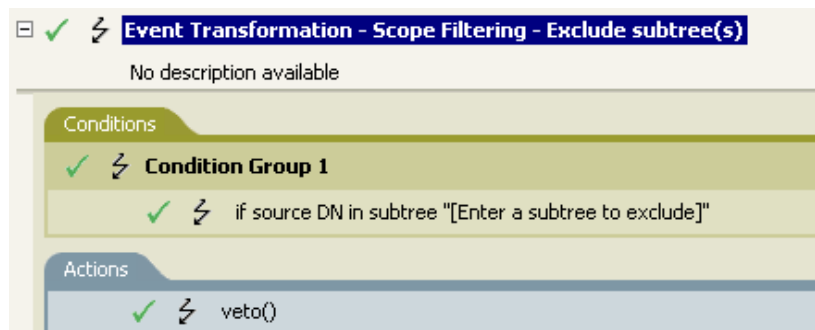 Event Transformation - Scope Filtering - Exclude subtree(s)
No description available
Conditions
Condition Group 1
if source DN in subtree "[Enter a subtree to exclude]"
Actions
veto()